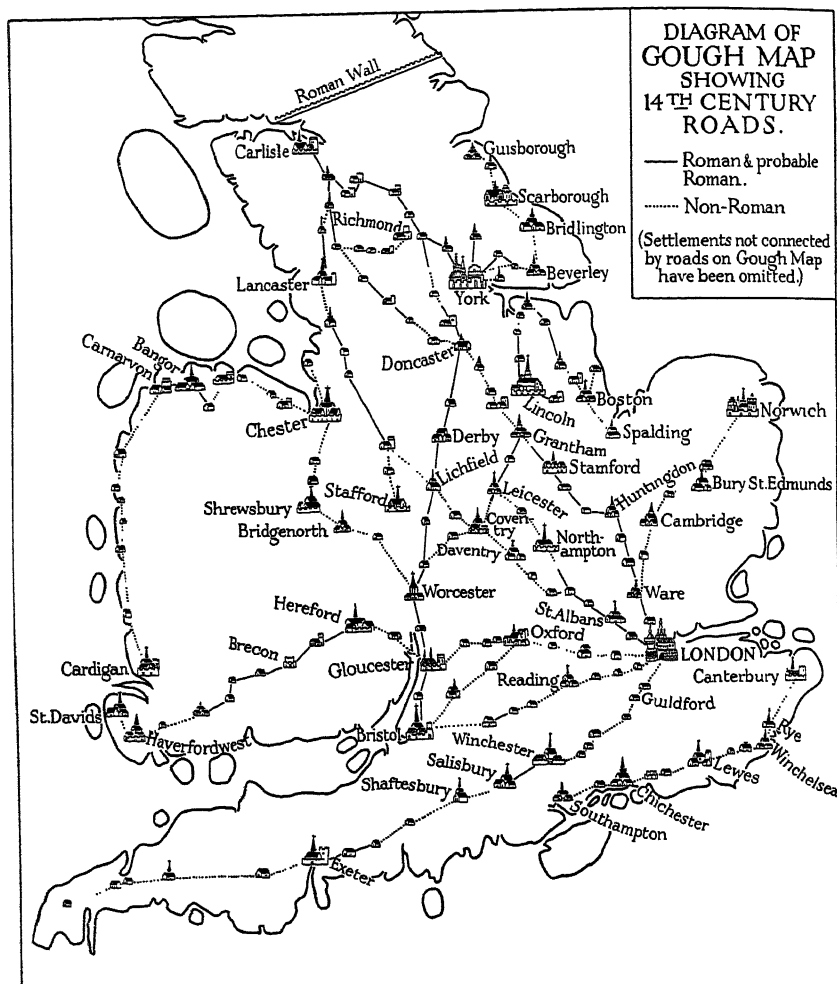 DIAGRAM OF
GOUGH MAP
SHOWING
14TH CENTURY
ROADS.
Roman & probable
Roman.
Non-Roman
(Settlements not connected
by roads on Gough Map
have been omitted.)
Roman Wall
Carlisle
Guisborough
Scarborough
Richmond
Bridlington
Lancaster
York
Beverley
Carnarvon
Bangor
Doncaster
Chester
Lincoln
Boston
Norwich
Derby
Grantham
Spalding
Lichfield
Stamford
Huntingdon
Shrewsbury
Stafford
Leicester
Bury St.Edmunds
Bridgenorth
Coven-
try
North-
ampton
Cambridge
Daventry
Worcester
Ware
Hereford
St.Albans
Brecon
Oxford
Cardigan
Gloucester
LONDON
Canterbury
Reading
St.Davids
Haverfordwest
Bristol
Guildford
Winchester
Rye
Salisbury
Lewes
Winchelsea
Shaftesbury
Chichester
Southampton
Exeter